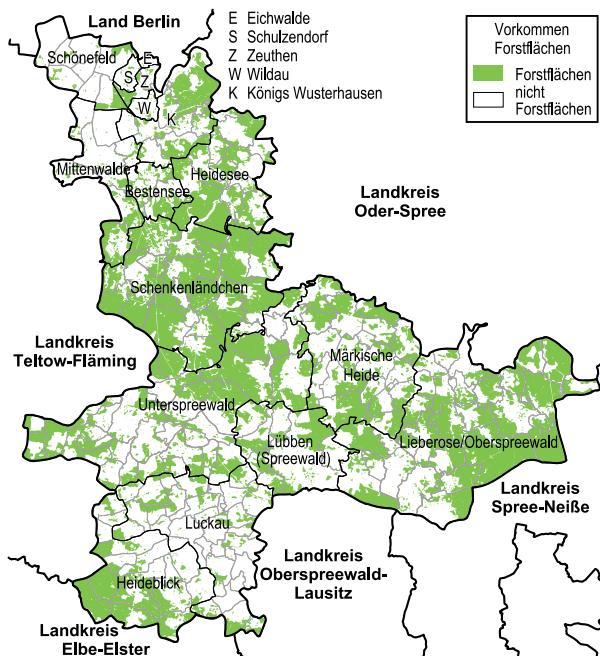 Land Berlin
E Eichwalde
S Schulzendorf
Z Zeuthen
W Wildau
K Königs Wusterhausen
Vorkommen
Forstflächen
Forstflächen
nicht
Forstflächen
Schönefeld
E
S
Z
W
K
Mittenwalde
Bestensee
Heidesee
Landkreis
Oder-Spree
Schenkenländchen
Landkreis
Teltow-Fläming
Märkische
Heide
Unterspreewald
Lübben
(Spreewald)
Lieberose/Oberspreewald
Landkreis
Spree-Neiße
Luckau
Landkreis
Oberspreewald-
Lausitz
Heideblick
Landkreis
Elbe-Elster